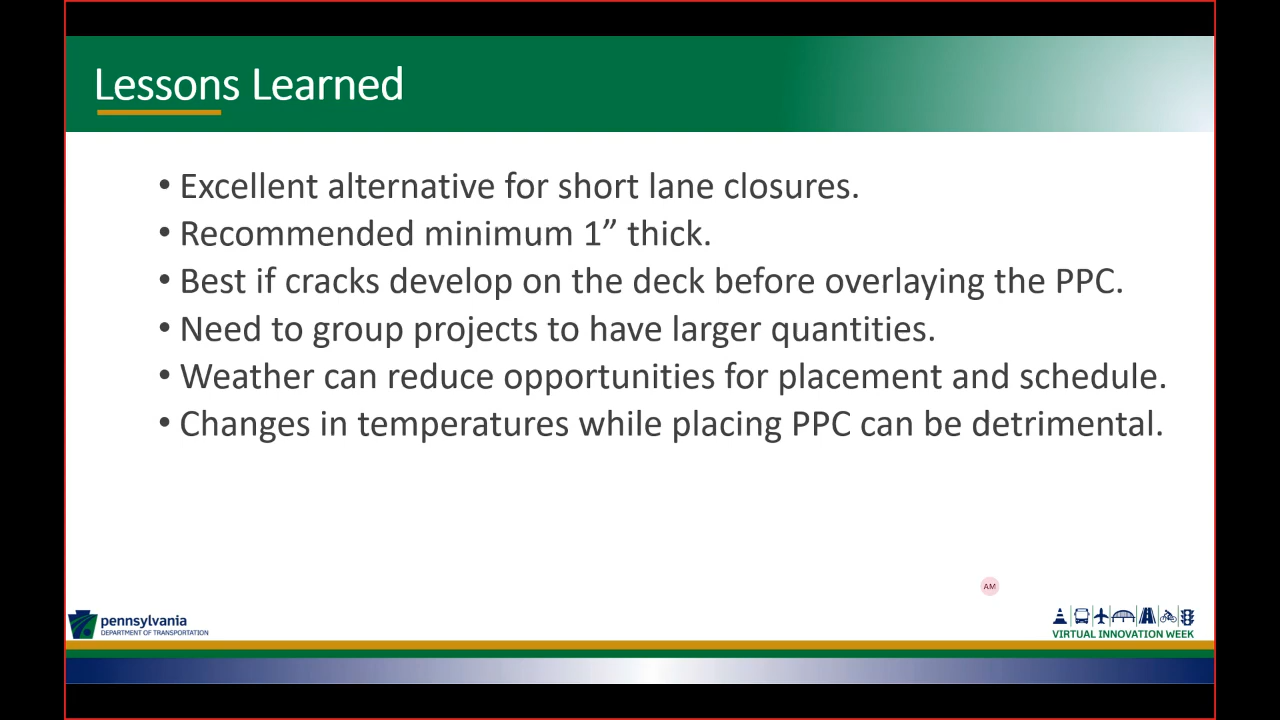 Lessons Learned
• Excellent alternative for short lane closures.
• Recommended minimum 1” thick.
• Best if cracks develop on the deck before overlaying the PPC.
• Need to group projects to have larger quantities.
• Weather can reduce opportunities for placement and schedule.
• Changes in temperatures while placing PPC can be detrimental.
AM
pennsylvania
DEPARTMENT OF TRANSPORTATION
VIRTUAL INNOVATION WEEK